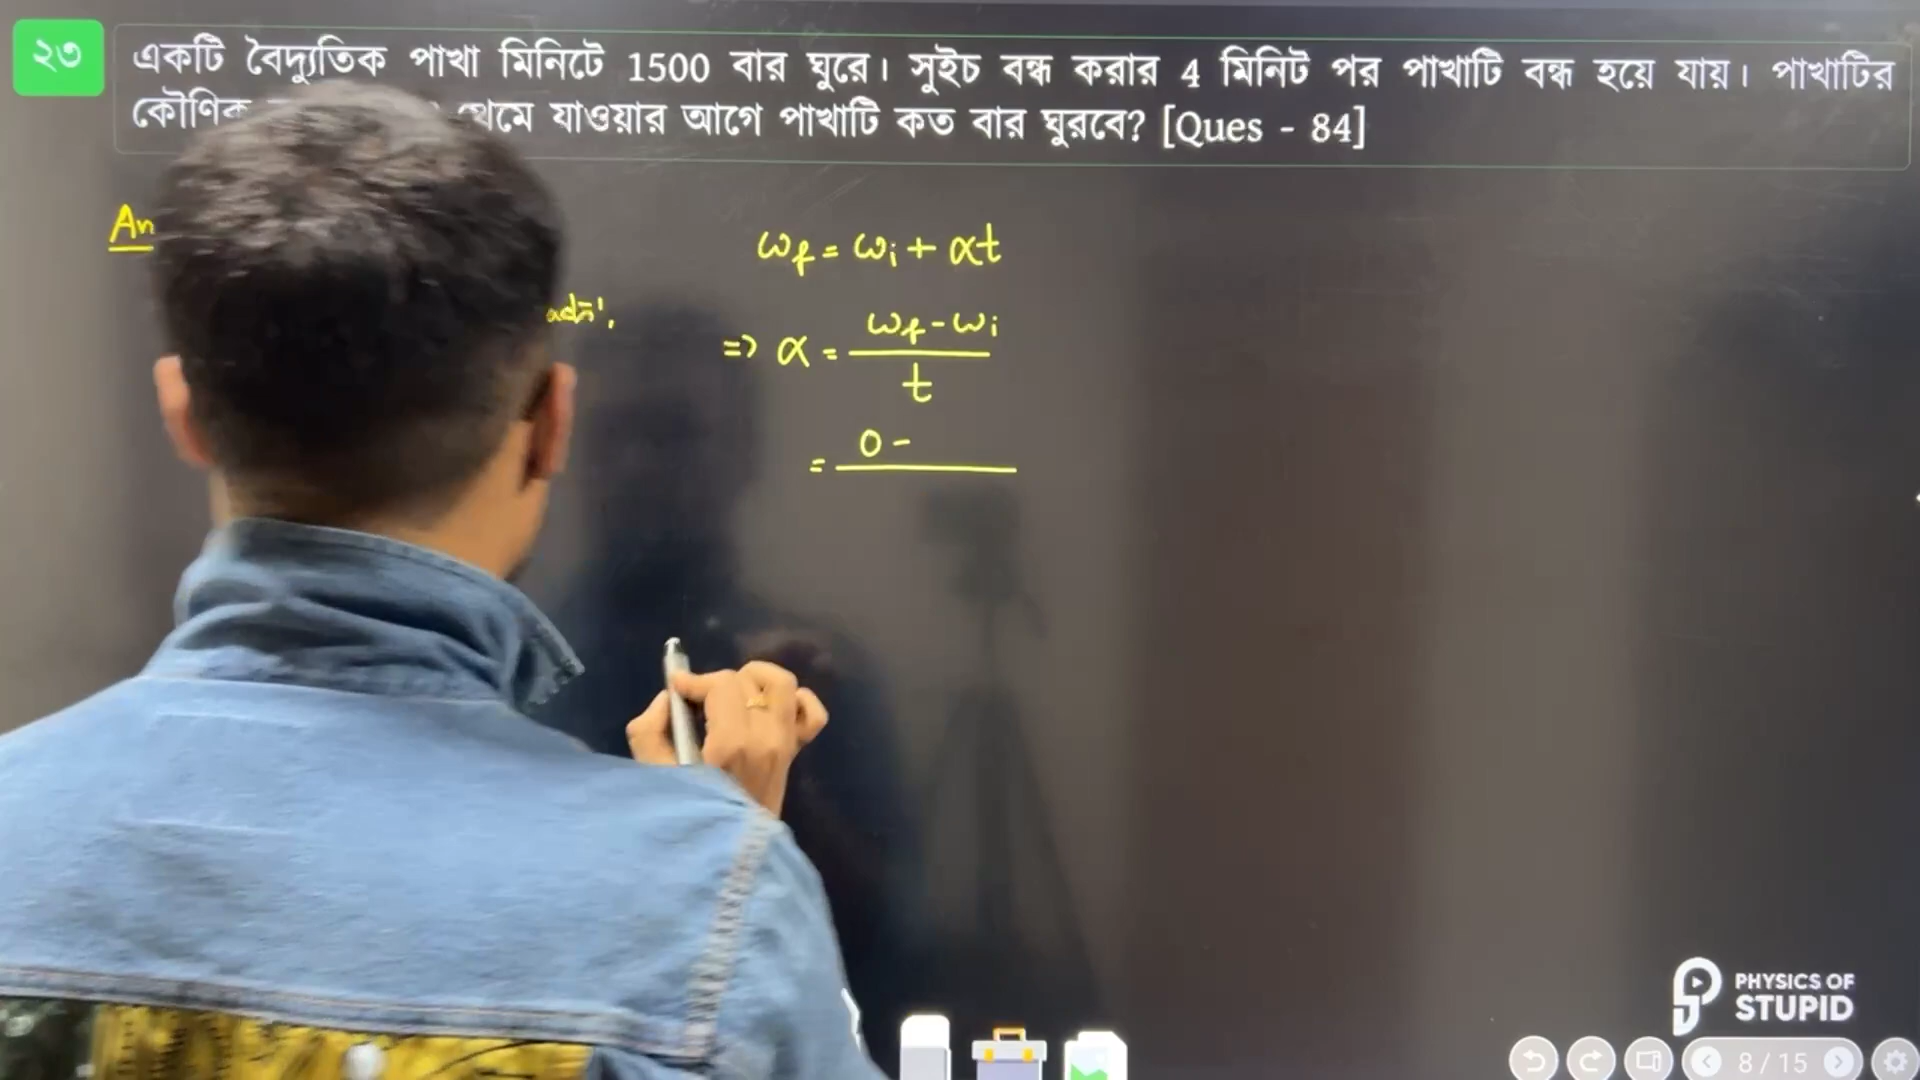 ২৩
একটি বৈদ্যুতিক পাখা মিনিটে 1500 বার ঘুরে। সুইচ বন্ধ করার 4 মিনিট পর পাখাটি বন্ধ হয়ে যায়। পাখাটির
কৌণিক থেমে যাওয়ার আগে পাখাটি কত বার ঘুরবে? [Ques - 84]
An
ωf = ωi + αt
=> α = ωf - ωi / t
= 0 -
PHYSICS OF
STUPID
8 / 15